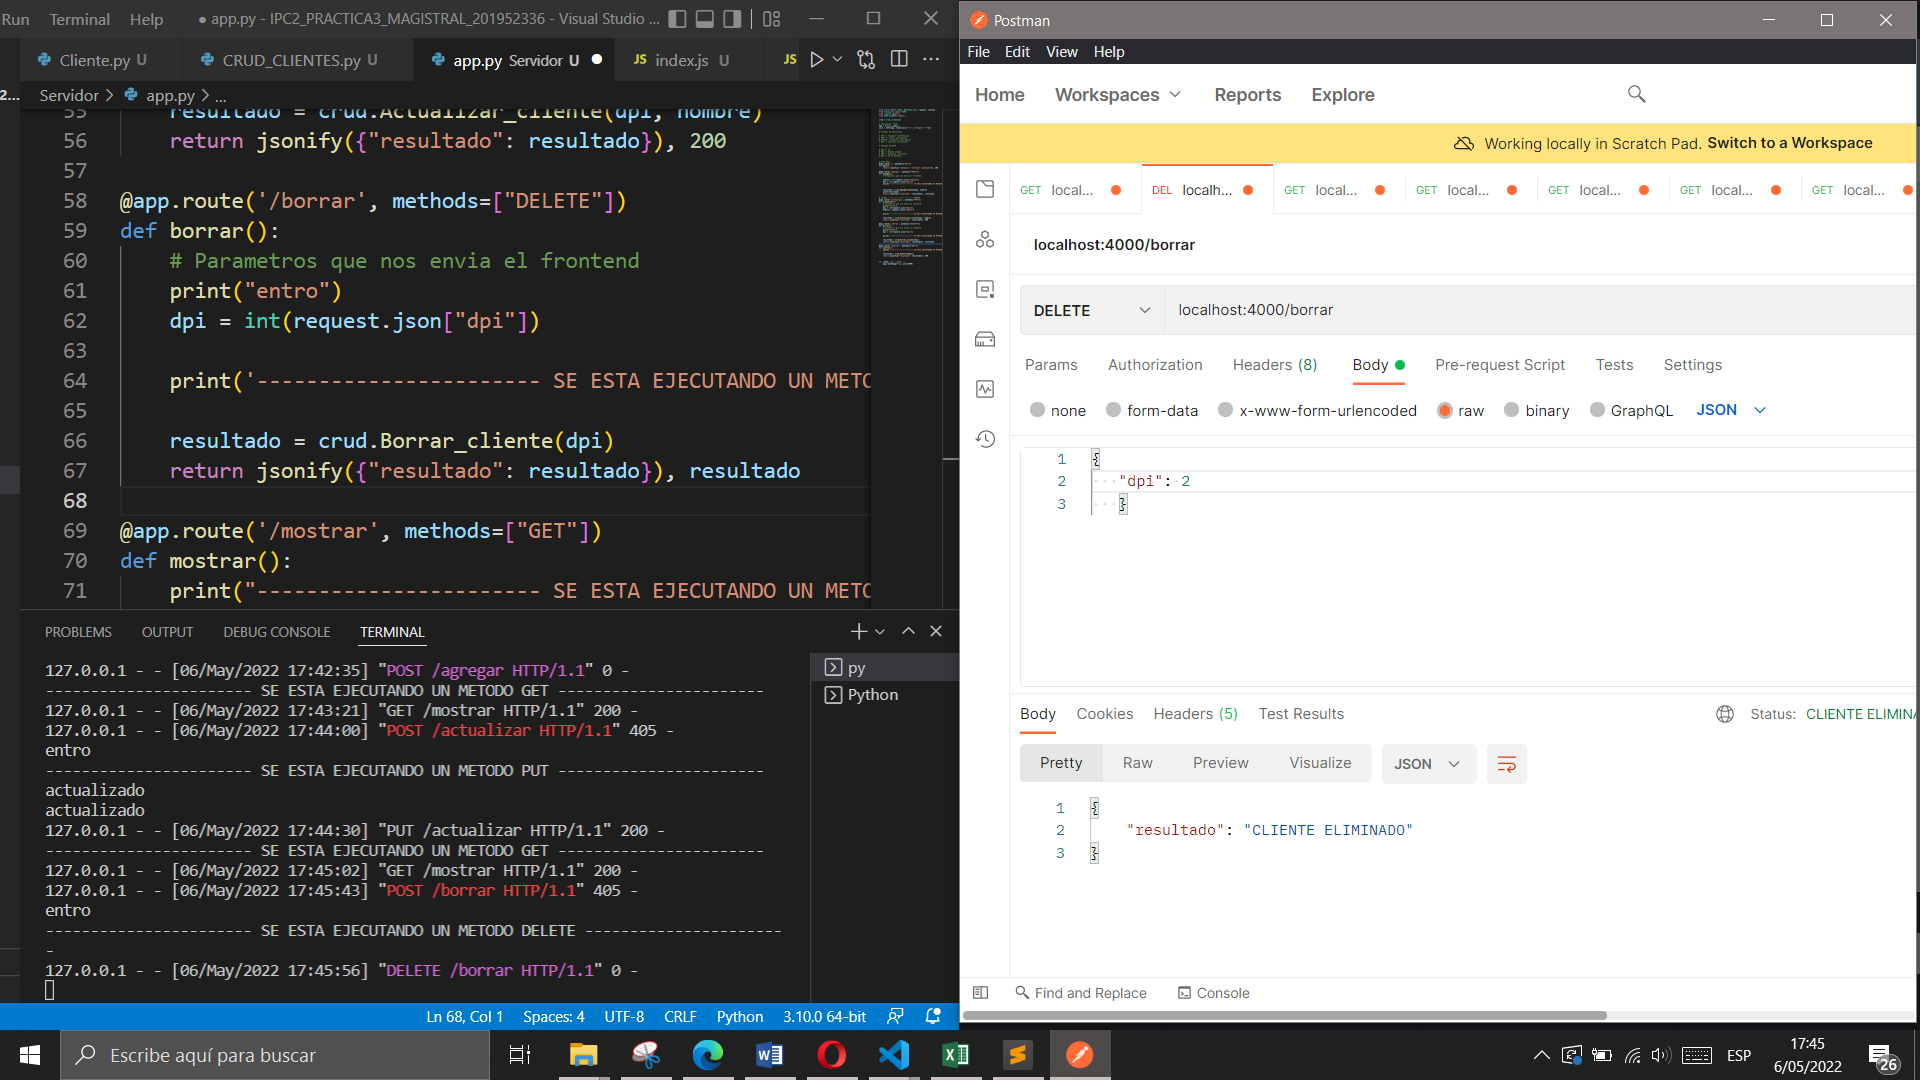 Run Terminal Help ● app.py - IPC2_PRACTICA3_MAGISTRAL_201952336 - Visual Studio ...
Cliente.py U CRUD_CLIENTES.py U app.py Servidor U ● JS index.js U JS
2... Servidor > app.py > ...
55 resultado = crud.Actualizar_cliente(dpi, nombre)
56 return jsonify({"resultado": resultado}), 200
57
58 @app.route('/borrar', methods=["DELETE"])
59 def borrar():
60 # Parametros que nos envia el frontend
61 print("entro")
62 dpi = int(request.json["dpi"])
63
64 print('----------------------- SE ESTA EJECUTANDO UN METO
65
66 resultado = crud.Borrar_cliente(dpi)
67 return jsonify({"resultado": resultado}), resultado
68
69 @app.route('/mostrar', methods=["GET"])
70 def mostrar():
71 print("----------------------- SE ESTA EJECUTANDO UN METO
PROBLEMS OUTPUT DEBUG CONSOLE TERMINAL
127.0.0.1 - - [06/May/2022 17:42:35] "POST /agregar HTTP/1.1" 0 -
----------------------- SE ESTA EJECUTANDO UN METODO GET -----------------------
127.0.0.1 - - [06/May/2022 17:43:21] "GET /mostrar HTTP/1.1" 200 -
127.0.0.1 - - [06/May/2022 17:44:00] "POST /actualizar HTTP/1.1" 405 -
entro
----------------------- SE ESTA EJECUTANDO UN METODO PUT -----------------------
actualizado
actualizado
127.0.0.1 - - [06/May/2022 17:44:30] "PUT /actualizar HTTP/1.1" 200 -
----------------------- SE ESTA EJECUTANDO UN METODO GET -----------------------
127.0.0.1 - - [06/May/2022 17:45:02] "GET /mostrar HTTP/1.1" 200 -
127.0.0.1 - - [06/May/2022 17:45:43] "POST /borrar HTTP/1.1" 405 -
entro
----------------------- SE ESTA EJECUTANDO UN METODO DELETE ----------------------
-
127.0.0.1 - - [06/May/2022 17:45:56] "DELETE /borrar HTTP/1.1" 0 -
py
Python
Ln 68, Col 1 Spaces: 4 UTF-8 CRLF Python 3.10.0 64-bit
Postman
File Edit View Help
Home Workspaces Reports Explore
Working locally in Scratch Pad. Switch to a Workspace
GET local... DEL localh... GET local... GET local... GET local... GET local... GET local...
localhost:4000/borrar
DELETE localhost:4000/borrar
Params Authorization Headers (8) Body Pre-request Script Tests Settings
none form-data x-www-form-urlencoded raw binary GraphQL JSON
1 {
2 "dpi": 2
3 }
Body Cookies Headers (5) Test Results Status: CLIENTE ELIMINA
Pretty Raw Preview Visualize JSON
1 {
2 "resultado": "CLIENTE ELIMINADO"
3 }
Find and Replace Console
Escribe aquí para buscar
ESP
17:45
6/05/2022
26